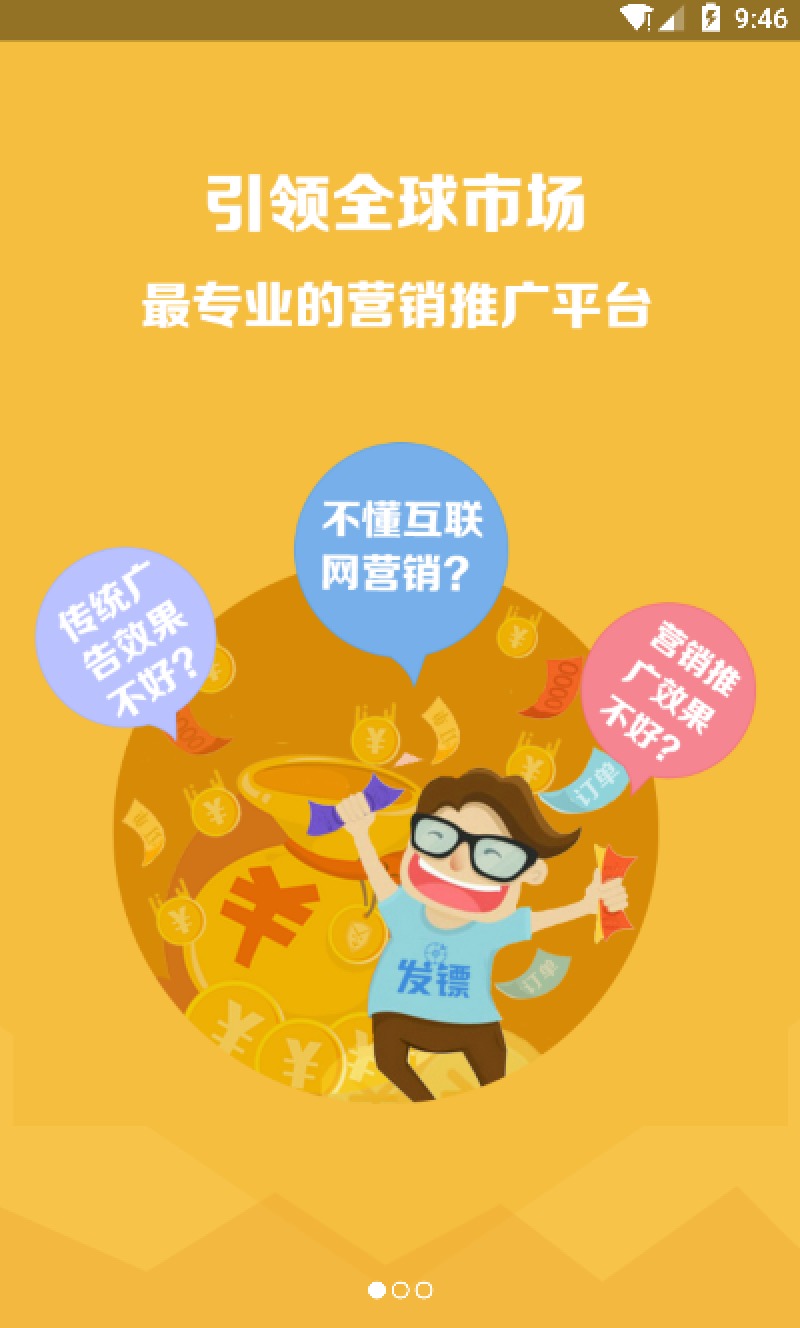 9:46
引领全球市场
最专业的营销推广平台
不懂互联
网营销?
传统广
告效果
不好?
营销推
广效果
不好?
订单
发镖
订单